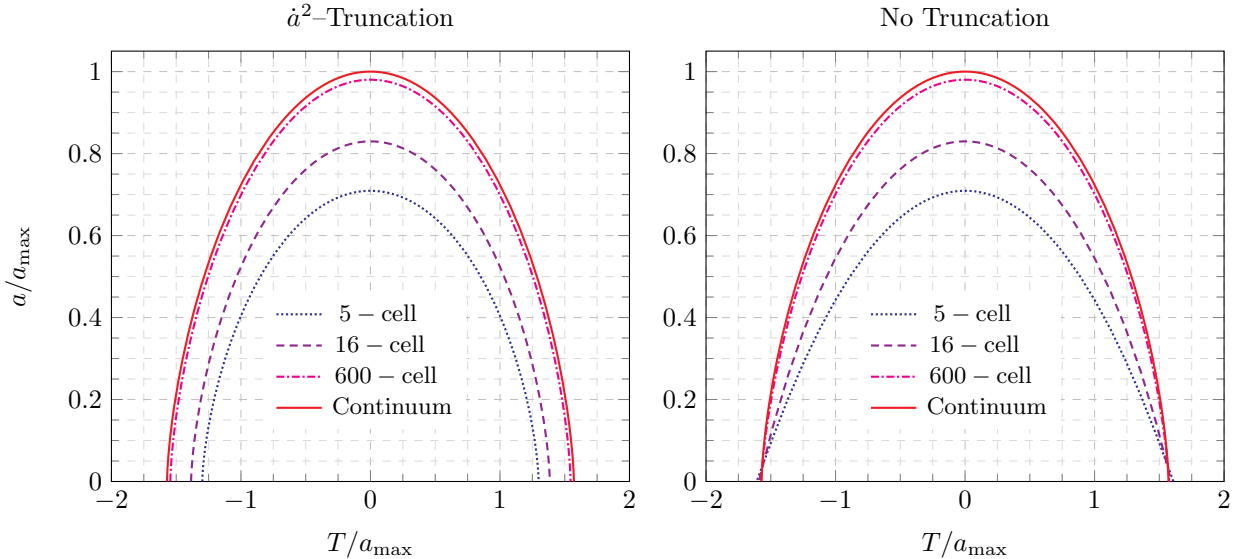 ȧ²–Truncation
a/a_max
1
0.8
0.6
0.4
0.2
0
5 – cell
16 – cell
600 – cell
Continuum
−2 −1 0 1 2
T/a_max
No Truncation
1
0.8
0.6
0.4
0.2
0
5 – cell
16 – cell
600 – cell
Continuum
−2 −1 0 1 2
T/a_max